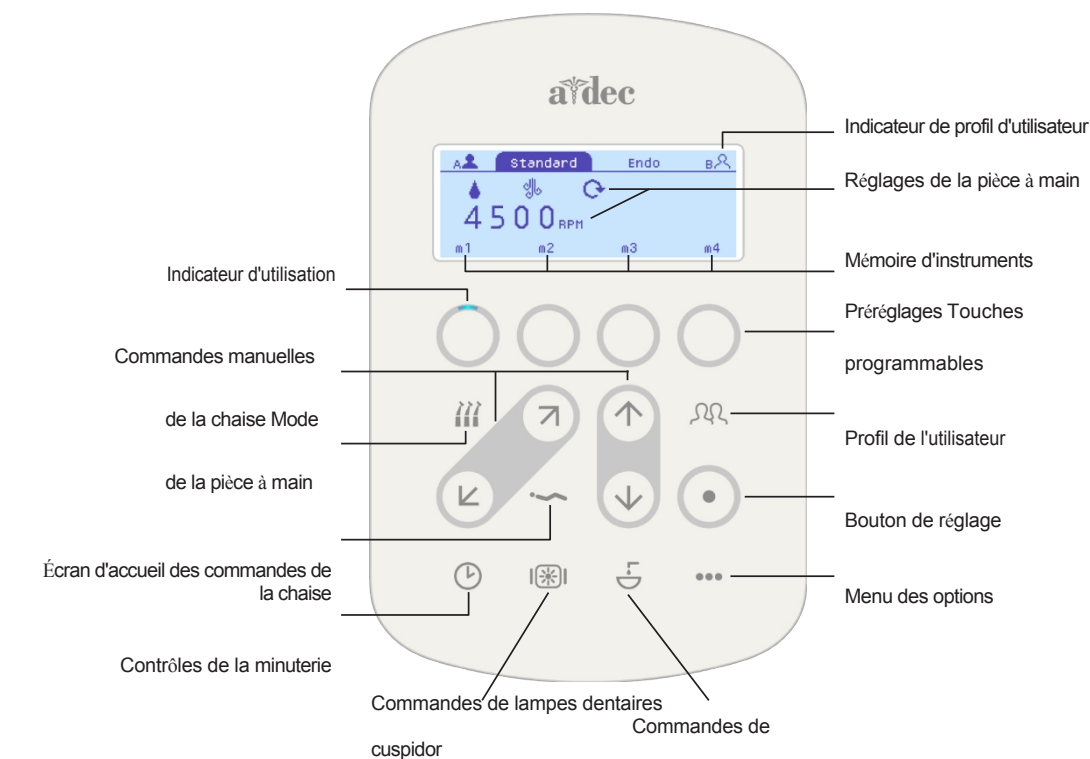 a dec
A Standard Endo B
4500 RPM
m1 m2 m3 m4
Indicateur de profil d'utilisateur
Réglages de la pièce à main
Mémoire d'instruments
Préréglages Touches
programmables
Profil de l'utilisateur
Bouton de réglage
Menu des options
Indicateur d'utilisation
Commandes manuelles
de la chaise Mode
de la pièce à main
Écran d'accueil des commandes de
la chaise
Contrôles de la minuterie
Commandes de lampes dentaires
Commandes de
cuspidor